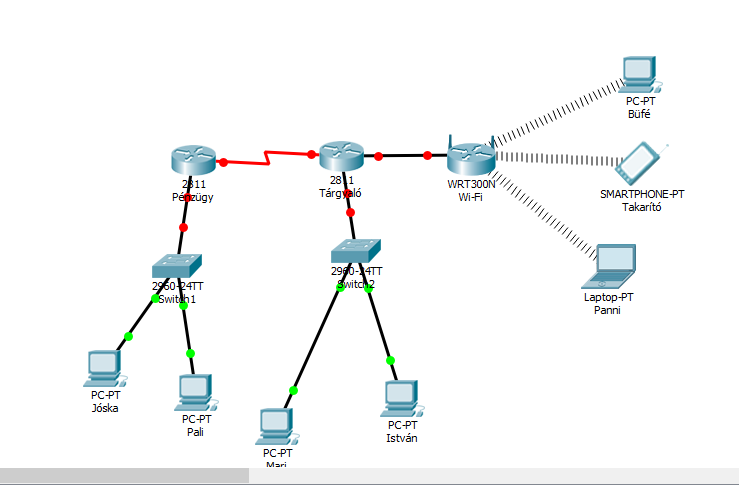 PC-PT
Büfé
2811
Pénzügy
2811
Tárgyaló
WRT300N
Wi-Fi
SMARTPHONE-PT
Takarító
2960-24TT
Switch1
2960-24TT
Switch2
Laptop-PT
Panni
PC-PT
Jóska
PC-PT
Pali
PC-PT
István
PC-PT
Mari